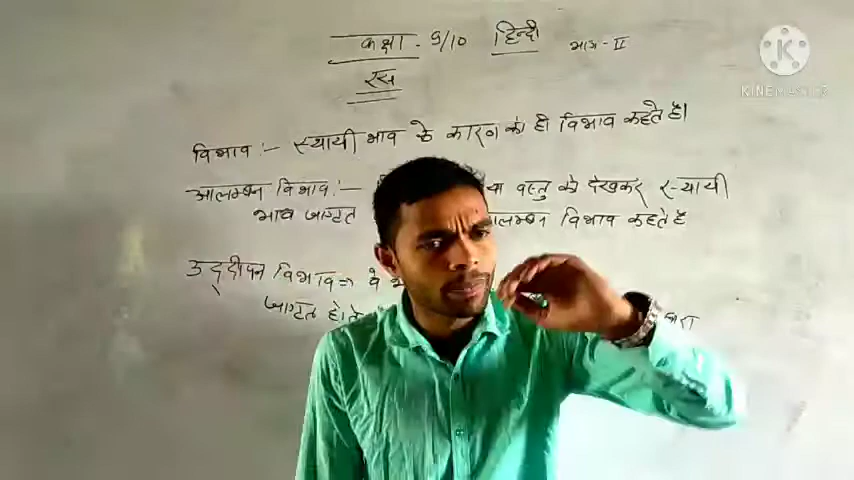 कक्षा - 9/10 हिन्दी भाग - II
रस
KINEMASTER
विभाव :- स्थायी भाव के कारण को ही विभाव कहते है।
आलम्बन विभाव :- या वस्तु को देखकर स्थायी
भाव जाग्रत आलम्बन विभाव कहते है
उद्दीपन विभाव => वे
जाग्रत होते